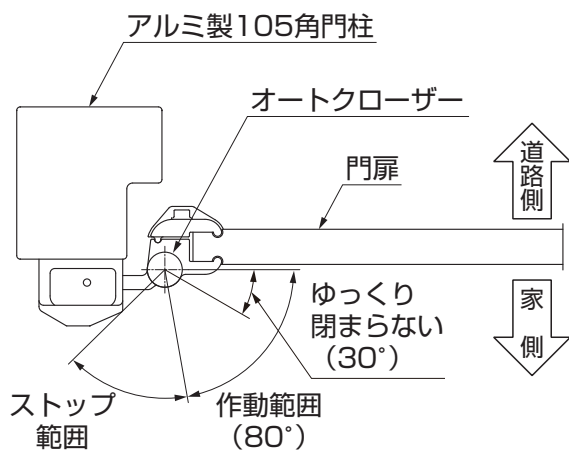 アルミ製105角門柱
オートクローザー
門扉
道路側
家側
ゆっくり
閉まらない
（30°）
ストップ
範囲
作動範囲
（80°）